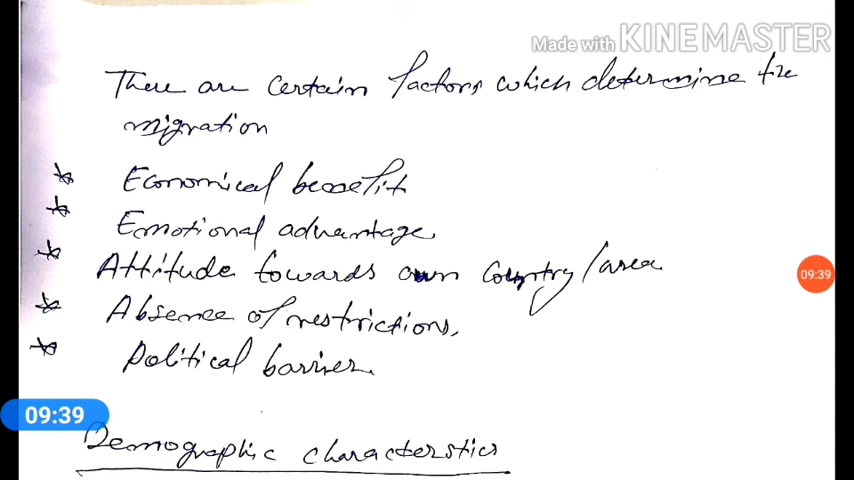 Made with KINEMASTER
There are certain factors which determine the
migration
* Economical benefit
* Emotional advantage
* Attitude towards own country/area
* Absence of restrictions.
* Political barrier.
09:39
09:39
Demographic characterstics